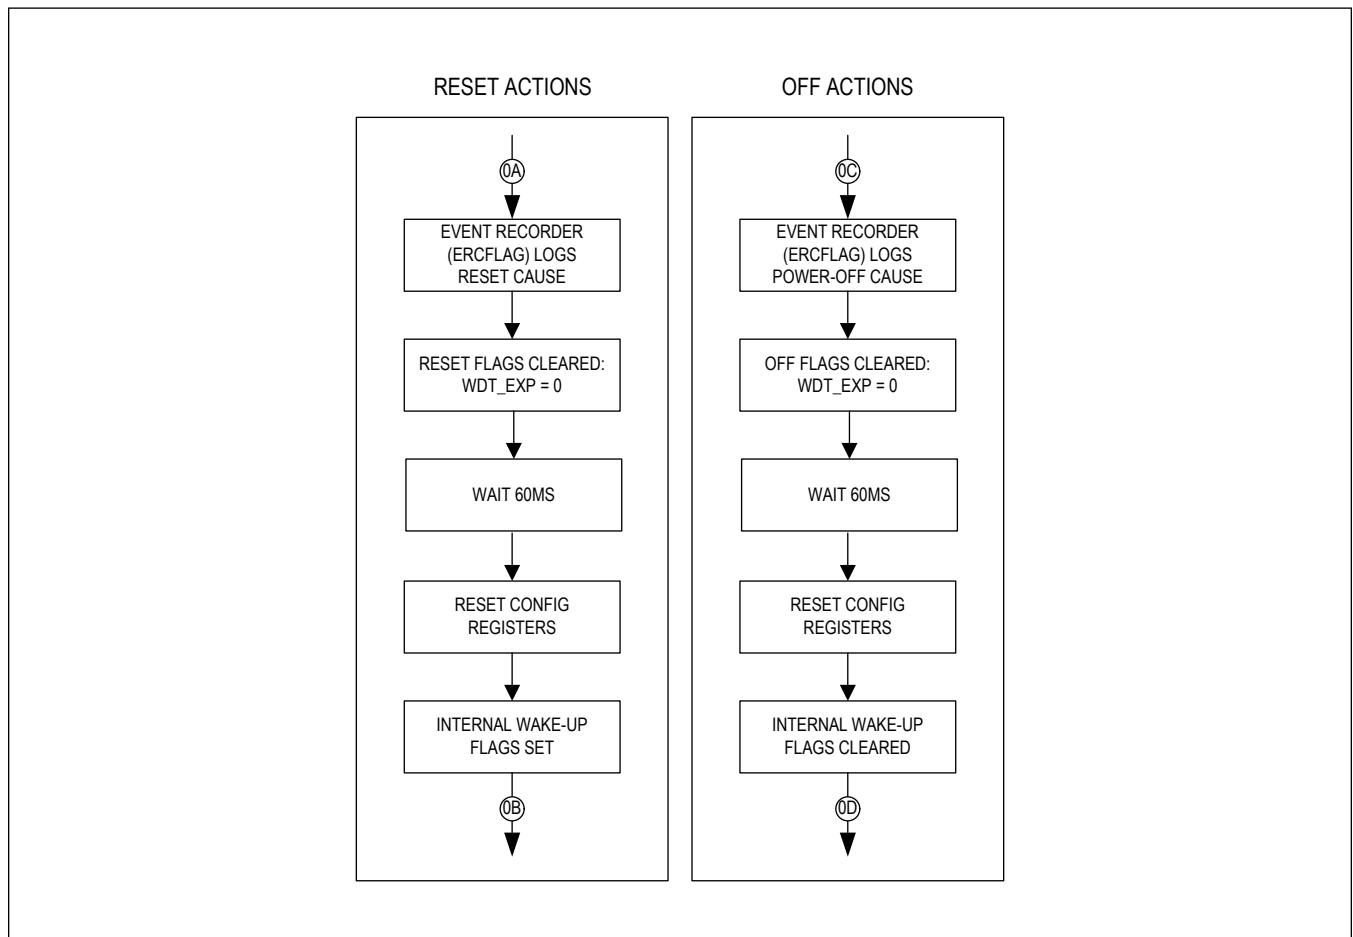 RESET ACTIONS
0A
EVENT RECORDER
(ERCFLAG) LOGS
RESET CAUSE
RESET FLAGS CLEARED:
WDT_EXP = 0
WAIT 60MS
RESET CONFIG
REGISTERS
INTERNAL WAKE-UP
FLAGS SET
0B
OFF ACTIONS
0C
EVENT RECORDER
(ERCFLAG) LOGS
POWER-OFF CAUSE
OFF FLAGS CLEARED:
WDT_EXP = 0
WAIT 60MS
RESET CONFIG
REGISTERS
INTERNAL WAKE-UP
FLAGS CLEARED
0D